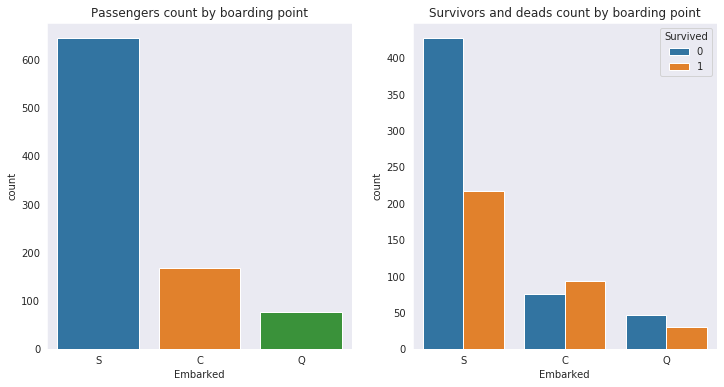 Passengers count by boarding point
600
500
400
300
200
100
0
count
S
C
Q
Embarked
Survivors and deads count by boarding point
Survived
0
1
400
350
300
250
200
150
100
50
0
count
S
C
Q
Embarked